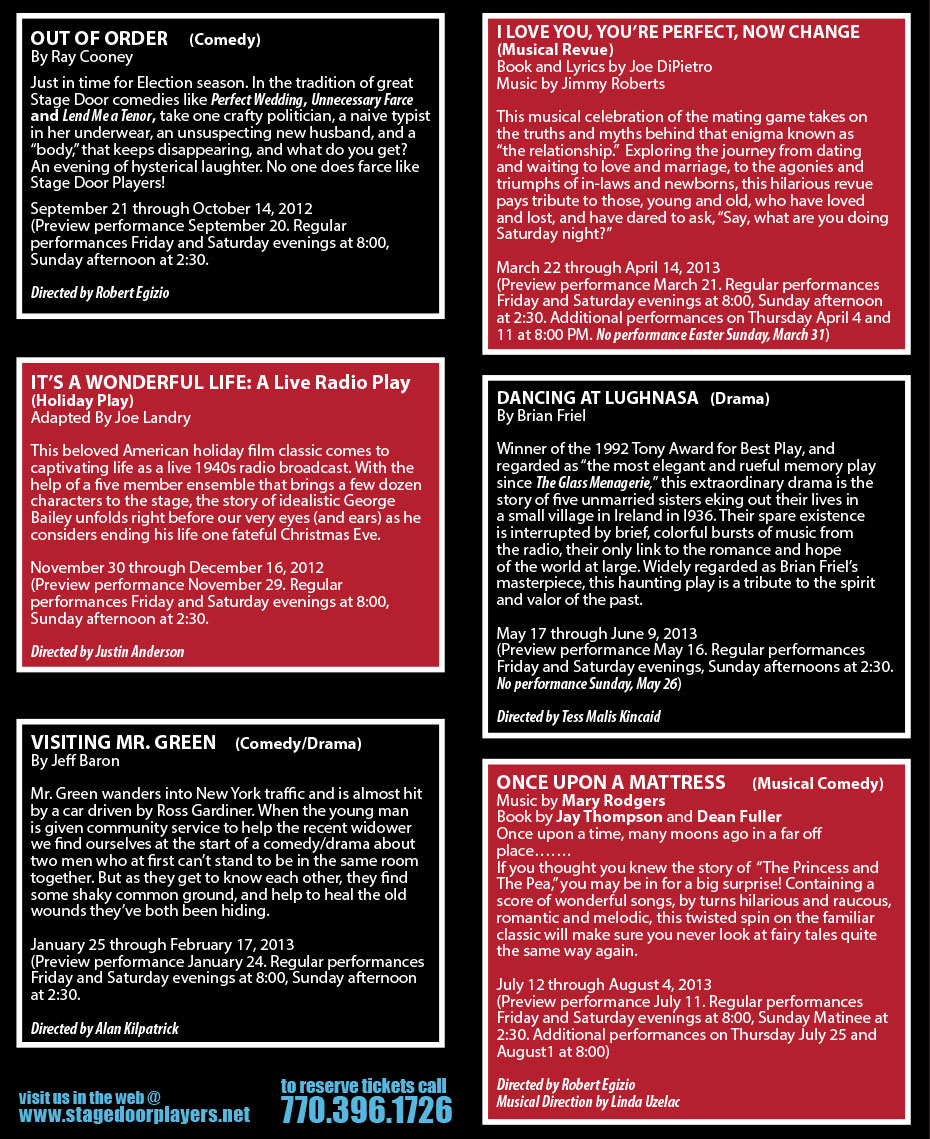 OUT OF ORDER (Comedy)
By Ray Cooney
Just in time for Election season. In the tradition of great
Stage Door comedies like Perfect Wedding, Unnecessary Farce
and Lend Me a Tenor, take one crafty politician, a naive typist
in her underwear, an unsuspecting new husband, and a
“body,” that keeps disappearing, and what do you get?
An evening of hysterical laughter. No one does farce like
Stage Door Players!
September 21 through October 14, 2012
(Preview performance September 20. Regular
performances Friday and Saturday evenings at 8:00,
Sunday afternoon at 2:30.
Directed by Robert Egizio
IT’S A WONDERFUL LIFE: A Live Radio Play
(Holiday Play)
Adapted By Joe Landry
This beloved American holiday film classic comes to
captivating life as a live 1940s radio broadcast. With the
help of a five member ensemble that brings a few dozen
characters to the stage, the story of idealistic George
Bailey unfolds right before our very eyes (and ears) as he
considers ending his life one fateful Christmas Eve.
November 30 through December 16, 2012
(Preview performance November 29. Regular
performances Friday and Saturday evenings at 8:00,
Sunday afternoon at 2:30.
Directed by Justin Anderson
VISITING MR. GREEN (Comedy/Drama)
By Jeff Baron
Mr. Green wanders into New York traffic and is almost hit
by a car driven by Ross Gardiner. When the young man
is given community service to help the recent widower
we find ourselves at the start of a comedy/drama about
two men who at first can’t stand to be in the same room
together. But as they get to know each other, they find
some shaky common ground, and help to heal the old
wounds they’ve both been hiding.
January 25 through February 17, 2013
(Preview performance January 24. Regular performances
Friday and Saturday evenings at 8:00, Sunday afternoon
at 2:30.
Directed by Alan Kilpatrick
visit us in the web @
www.stagedoorplayers.net
to reserve tickets call
770.396.1726
I LOVE YOU, YOU’RE PERFECT, NOW CHANGE
(Musical Revue)
Book and Lyrics by Joe DiPietro
Music by Jimmy Roberts
This musical celebration of the mating game takes on
the truths and myths behind that enigma known as
“the relationship.” Exploring the journey from dating
and waiting to love and marriage, to the agonies and
triumphs of in-laws and newborns, this hilarious revue
pays tribute to those, young and old, who have loved
and lost, and have dared to ask, “Say, what are you doing
Saturday night?”
March 22 through April 14, 2013
(Preview performance March 21. Regular performances
Friday and Saturday evenings at 8:00, Sunday afternoon
at 2:30. Additional performances on Thursday April 4 and
11 at 8:00 PM. No performance Easter Sunday, March 31)
DANCING AT LUGHNASA (Drama)
By Brian Friel
Winner of the 1992 Tony Award for Best Play, and
regarded as “the most elegant and rueful memory play
since The Glass Menagerie,” this extraordinary drama is the
story of five unmarried sisters eking out their lives in
a small village in Ireland in l936. Their spare existence
is interrupted by brief, colorful bursts of music from
the radio, their only link to the romance and hope
of the world at large. Widely regarded as Brian Friel’s
masterpiece, this haunting play is a tribute to the spirit
and valor of the past.
May 17 through June 9, 2013
(Preview performance May 16. Regular performances
Friday and Saturday evenings, Sunday afternoons at 2:30.
No performance Sunday, May 26)
Directed by Tess Malis Kincaid
ONCE UPON A MATTRESS (Musical Comedy)
Music by Mary Rodgers
Book by Jay Thompson and Dean Fuller
Once upon a time, many moons ago in a far off
place…….
If you thought you knew the story of “The Princess and
The Pea,” you may be in for a big surprise! Containing a
score of wonderful songs, by turns hilarious and raucous,
romantic and melodic, this twisted spin on the familiar
classic will make sure you never look at fairy tales quite
the same way again.
July 12 through August 4, 2013
(Preview performance July 11. Regular performances
Friday and Saturday evenings at 8:00, Sunday Matinee at
2:30. Additional performances on Thursday July 25 and
August1 at 8:00)
Directed by Robert Egizio
Musical Direction by Linda Uzelac